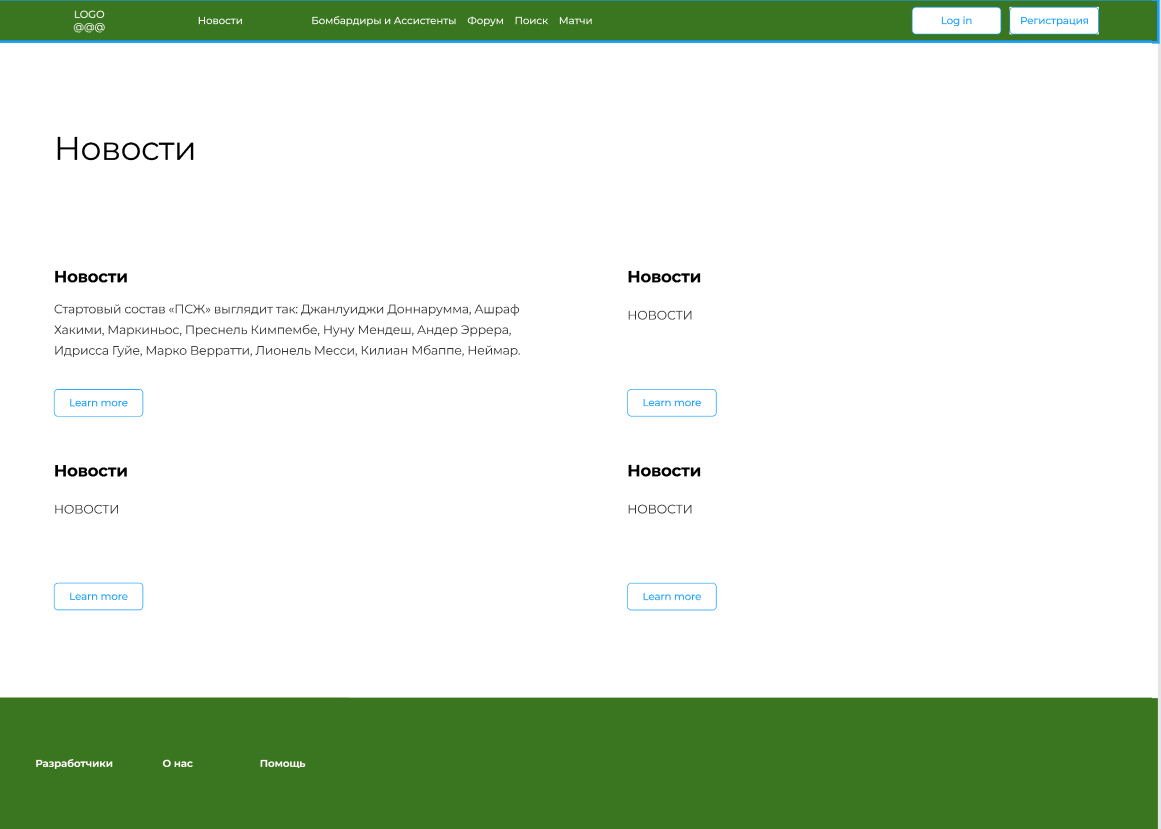 LOGO
@@@
Новости
Бомбардиры и Ассистенты
Форум
Поиск
Матчи
Log in
Регистрация
Новости
Новости
Стартовый состав «ПСЖ» выглядит так: Джанлуиджи Доннарумма, Ашраф
Хакими, Маркиньос, Преснель Кимпембе, Нуну Мендеш, Андер Эррера,
Идрисса Гуйе, Марко Верратти, Лионель Месси, Килиан Мбаппе, Неймар.
Learn more
Новости
НОВОСТИ
Learn more
Новости
НОВОСТИ
Learn more
Новости
НОВОСТИ
Learn more
Разработчики
О нас
Помощь